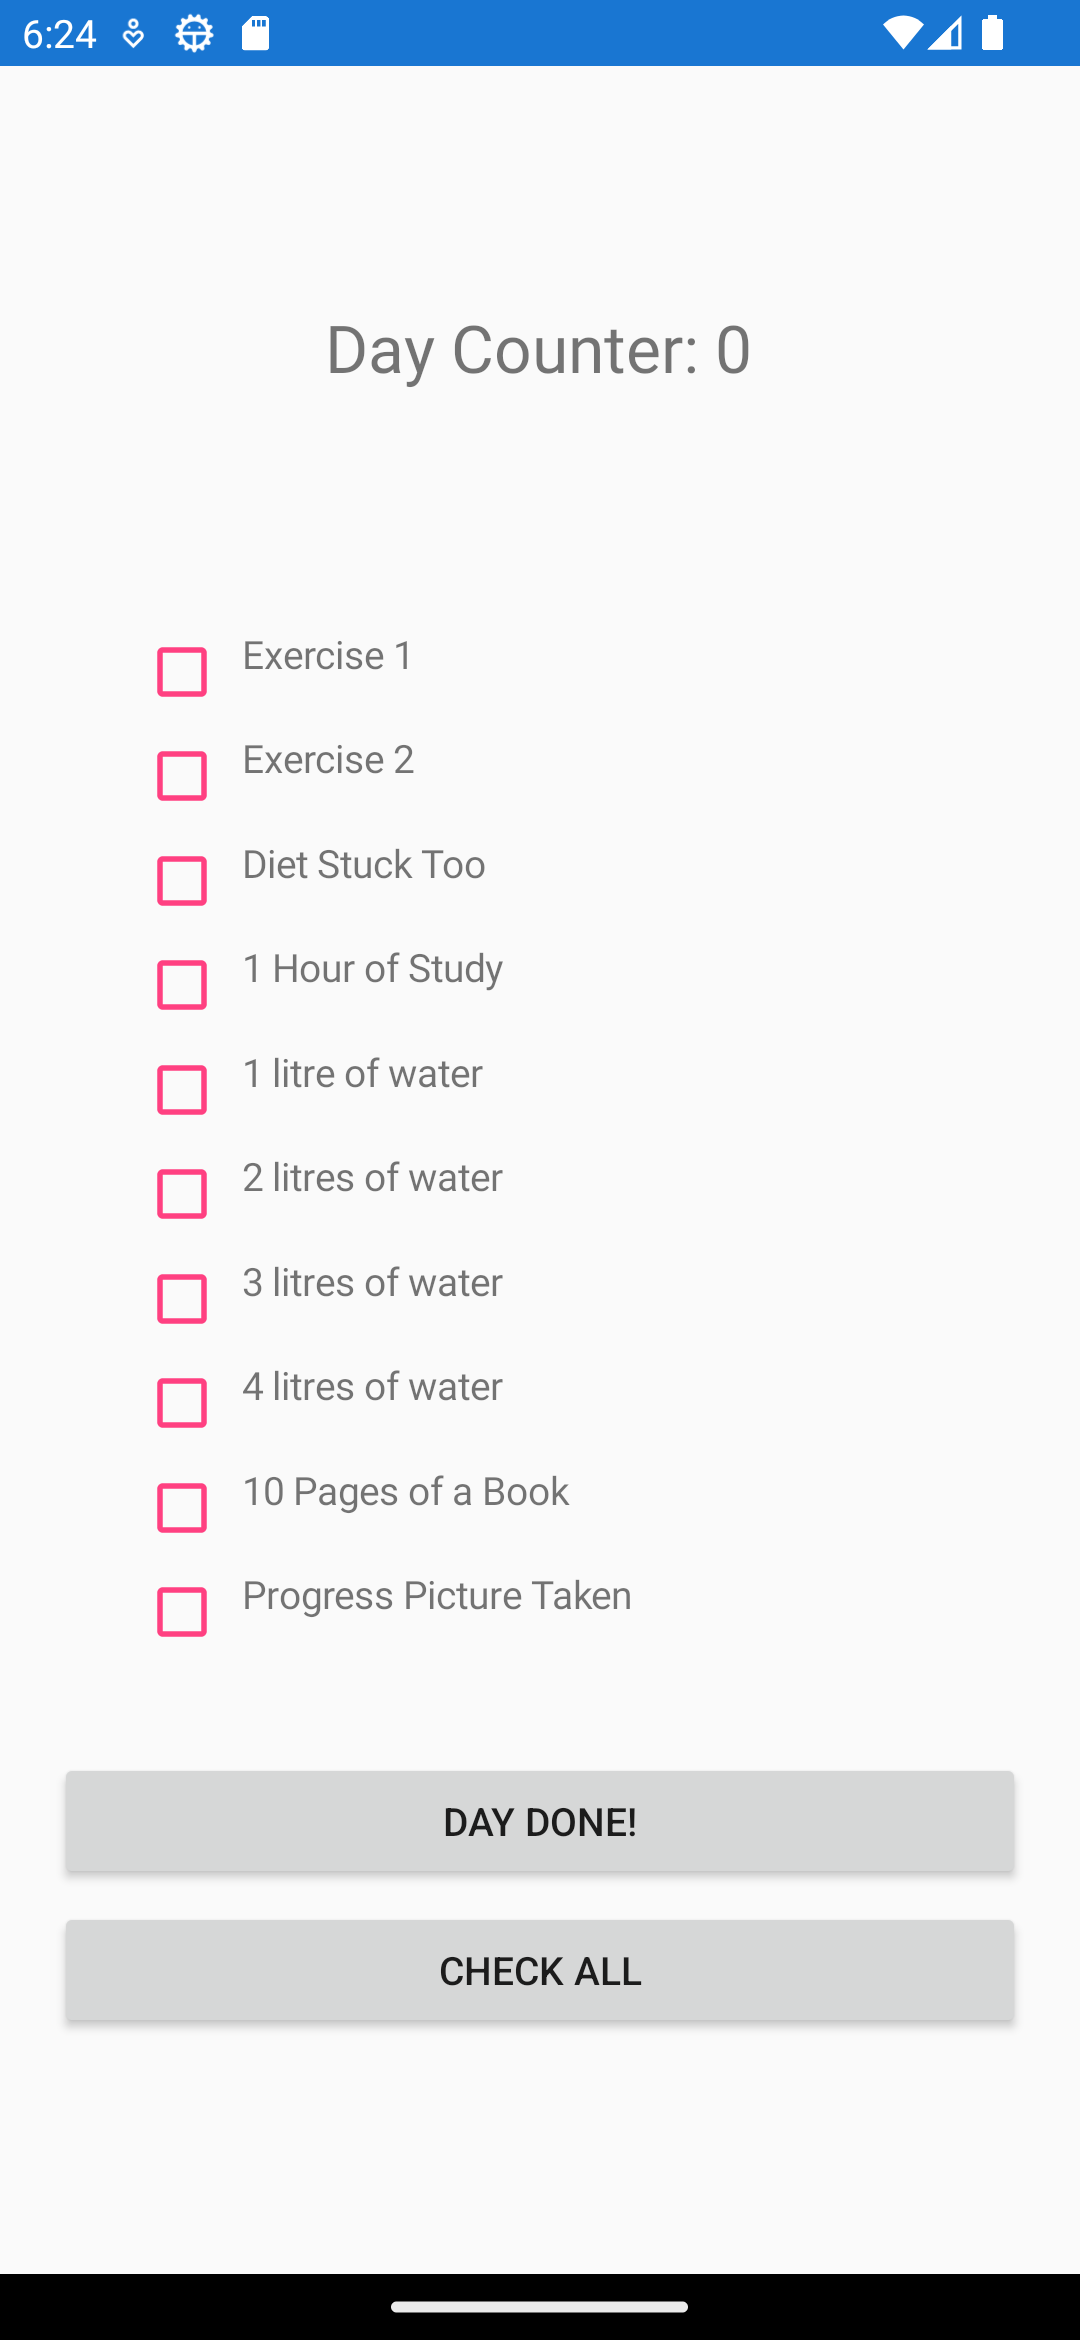 6:24
Day Counter: 0
Exercise 1
Exercise 2
Diet Stuck Too
1 Hour of Study
1 litre of water
2 litres of water
3 litres of water
4 litres of water
10 Pages of a Book
Progress Picture Taken
DAY DONE!
CHECK ALL